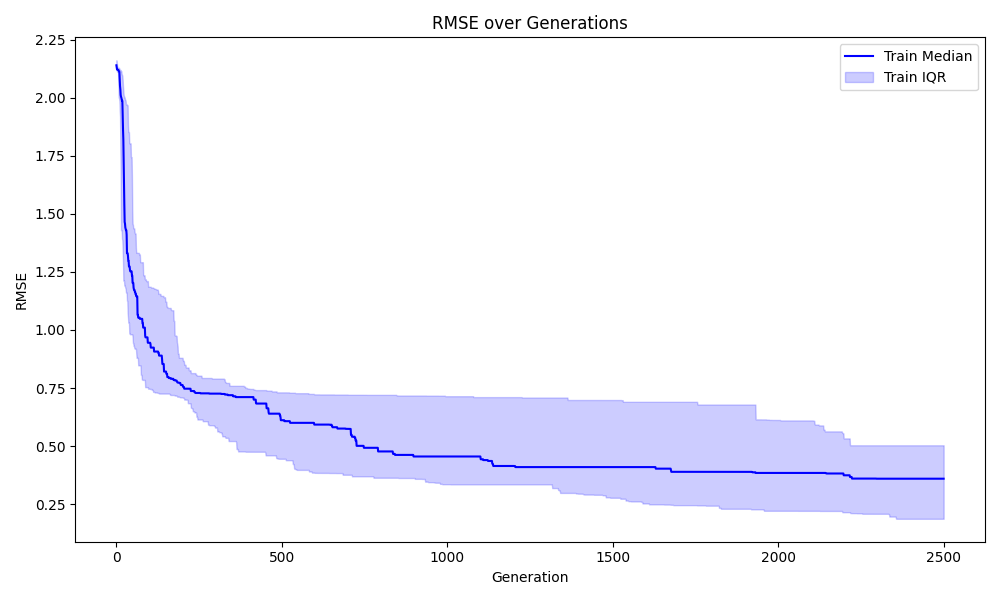 RMSE over Generations
Train Median
Train IQR
2.25
2.00
1.75
1.50
1.25
1.00
0.75
0.50
0.25
RMSE
0 500 1000 1500 2000 2500
Generation